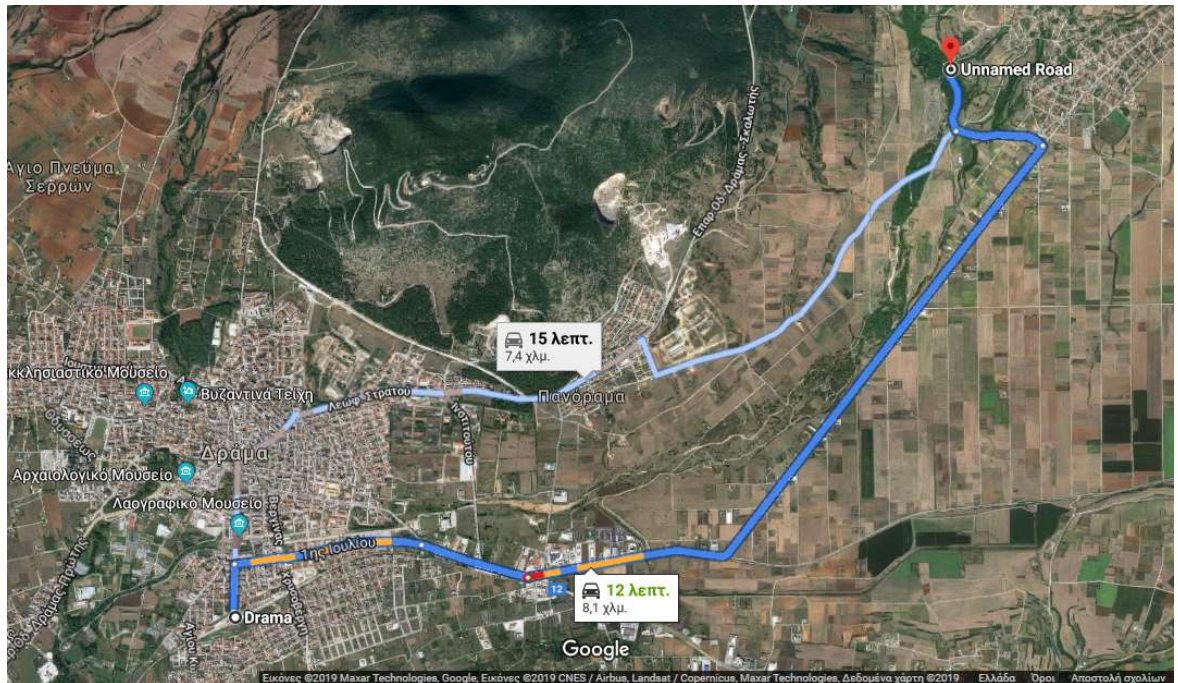 Unnamed Road
Επαρ.Οδ. Δράμας - Σκαλωτής
Άγιο Πνεύμα
Σερρών
15 λεπτ.
7,4 χλμ.
Εκκλησιαστικό Μουσείο
Βυζαντινά Τείχη
Λεωφ. Στρατού
Πανόραμα
Ινστιτούτου
Δράμα
Αρχαιολογικό Μουσείο
Λαογραφικό Μουσείο
Βεργίνας
1ης Ιουλίου
12
12 λεπτ.
8,1 χλμ.
Drama
Google
Εικόνες ©2019 Maxar Technologies, Google, Εικόνες ©2019 CNES / Airbus, Landsat / Copernicus, Maxar Technologies, Δεδομένα χάρτη ©2019 Ελλάδα Όροι Αποστολή σχολίων